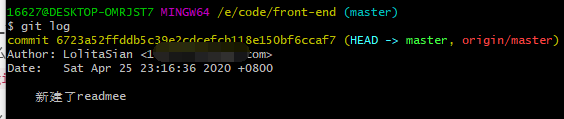 16627@DESKTOP-OMRJST7 MINGW64 /e/code/front-end (master)
$ git log
commit 6723a52ffddb5c39e2cdcefcb118e150bf6ccaf7 (HEAD -> master, origin/master)
Author: LolitaSian <1 com>
Date: Sat Apr 25 23:16:36 2020 +0800
新建了readmee